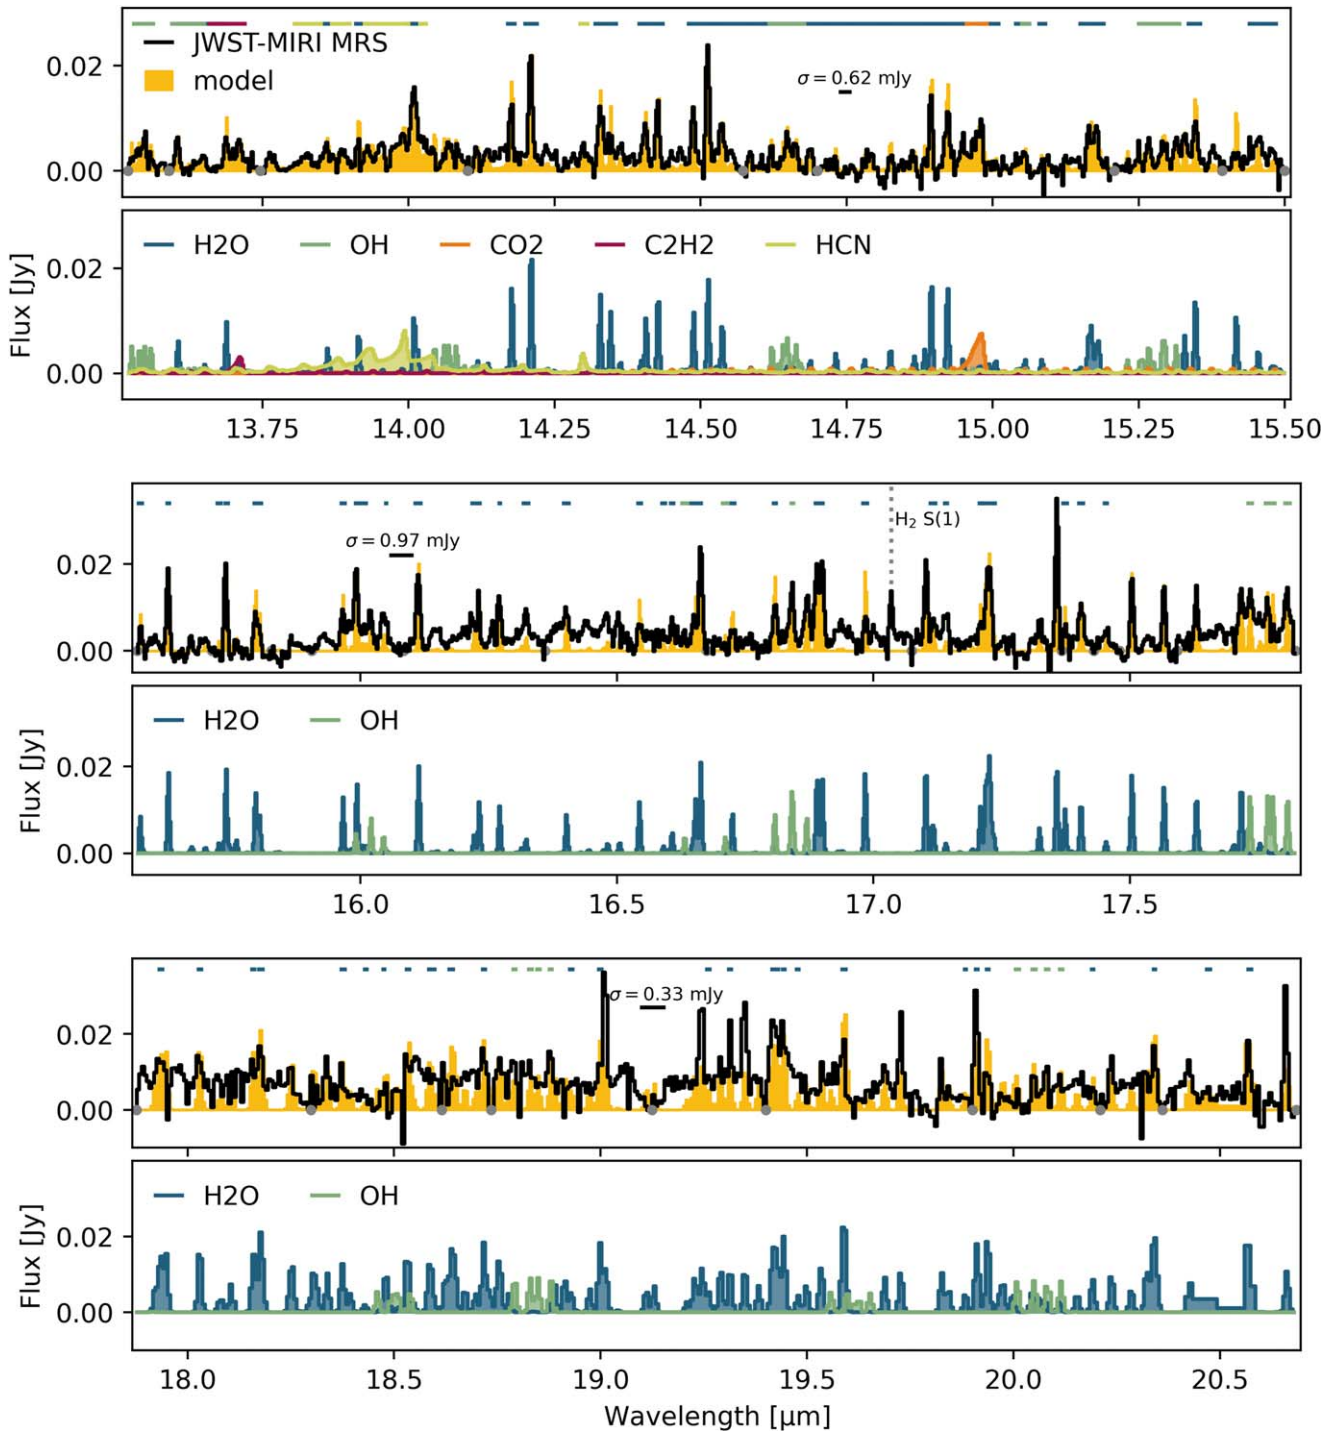 JWST-MIRI MRS
model
σ = 0.62 mJy
0.02
0.00
H2O OH CO2 C2H2 HCN
0.02
0.00
Flux [Jy]
13.75 14.00 14.25 14.50 14.75 15.00 15.25 15.50
H₂ S(1)
σ = 0.97 mJy
0.02
0.00
H2O OH
0.02
0.00
Flux [Jy]
16.0 16.5 17.0 17.5
σ = 0.33 mJy
0.02
0.00
H2O OH
0.02
0.00
Flux [Jy]
18.0 18.5 19.0 19.5 20.0 20.5
Wavelength [μm]